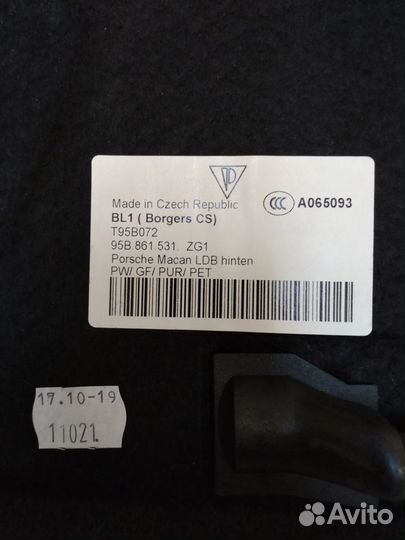 Made in Czech Republic
BL1 ( Borgers CS)
T95B072
95B.861.531. ZG1
Porsche Macan LDB hinten
PW/ GF/ PUR/ PET
CCC A065093
17.10-19
11021
Avito